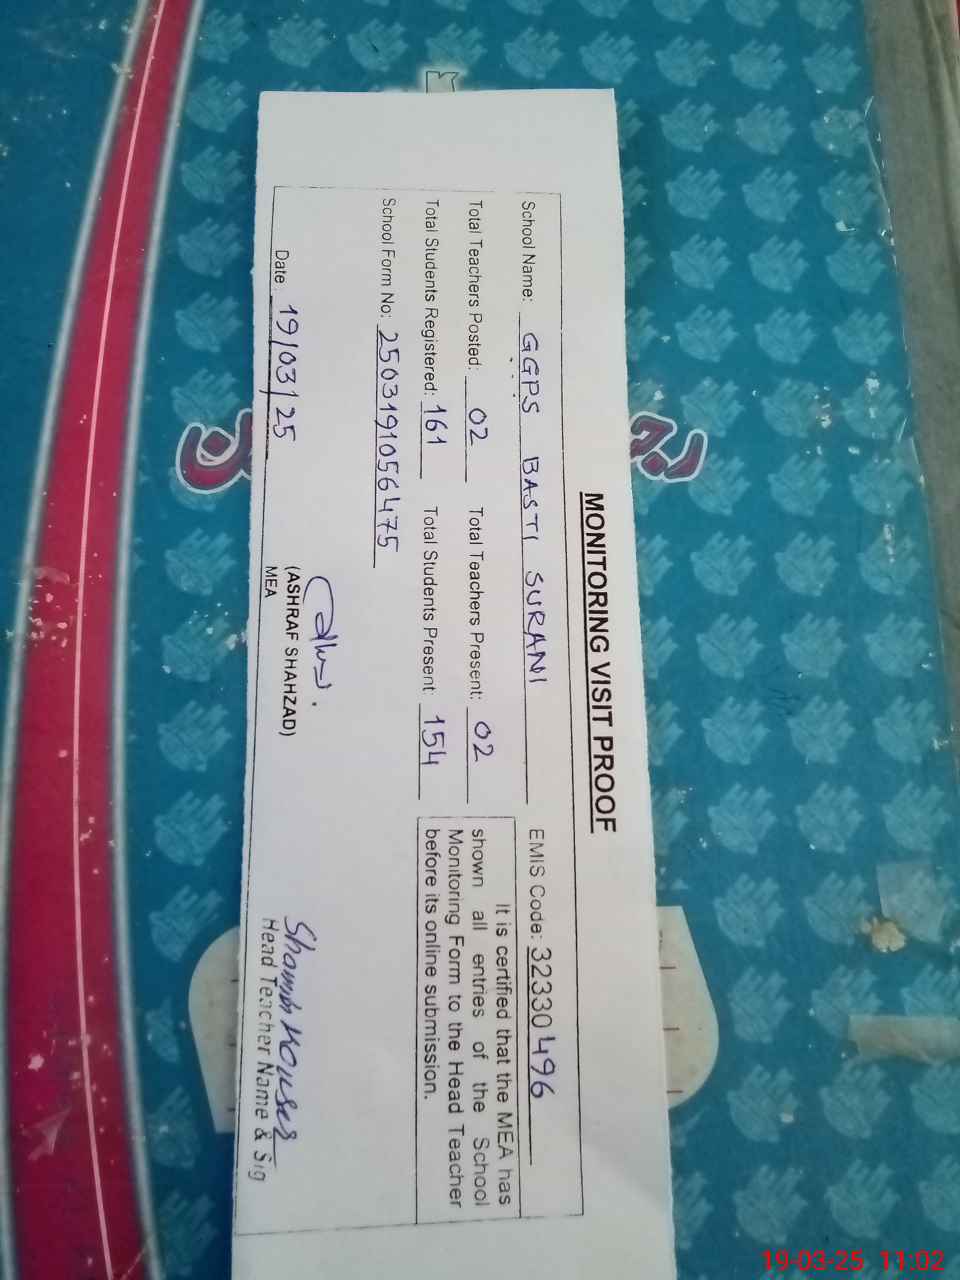 MONITORING VISIT PROOF
School Name: GGPS BASTI SURANI EMIS Code: 32330496
Total Teachers Posted: 02 Total Teachers Present: 02
Total Students Registered: 161 Total Students Present: 154
It is certified that the MEA has
shown all entries of the School
Monitoring Form to the Head Teacher
before its online submission.
School Form No: 2503191056475
(ASHRAF SHAHZAD)
MEA
Date: 19/03/25
Kouser
Head Teacher Name & Sig
19-03-25 11:02